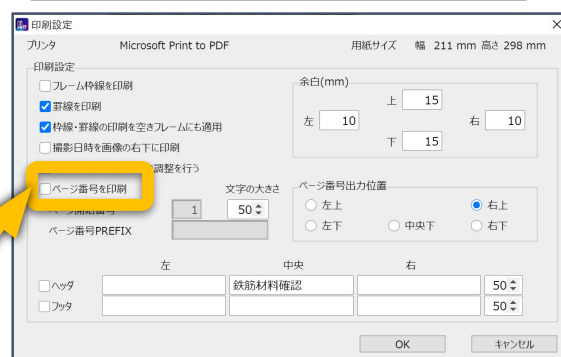 印刷設定
プリンタ Microsoft Print to PDF 用紙サイズ 幅 211 mm 高さ 298 mm
印刷設定
フレーム枠線を印刷
罫線を印刷
枠線・罫線の印刷を空きフレームにも適用
撮影日時を画像の右下に印刷
調整を行う
ページ番号を印刷 文字の大きさ
1 50
ページ番号PREFIX
余白(mm)
上 15
左 10 右 10
下 15
ページ番号出力位置
左上 右上
左下 中央下 右下
左 中央 右
ヘッダ 鉄筋材料確認 50
フッタ 50
OK キャンセル